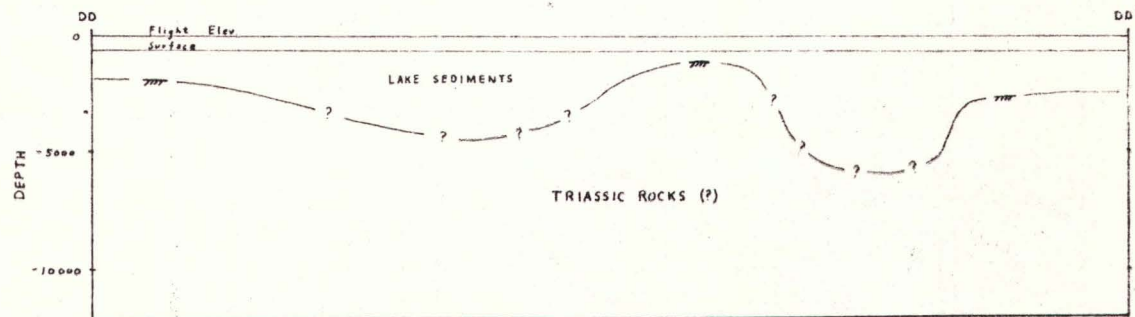 DD
DD
0
Flight Elev.
Surface
LAKE SEDIMENTS
?
?
?
?
?
?
?
?
-5000
DEPTH
TRIASSIC ROCKS (?)
-10000